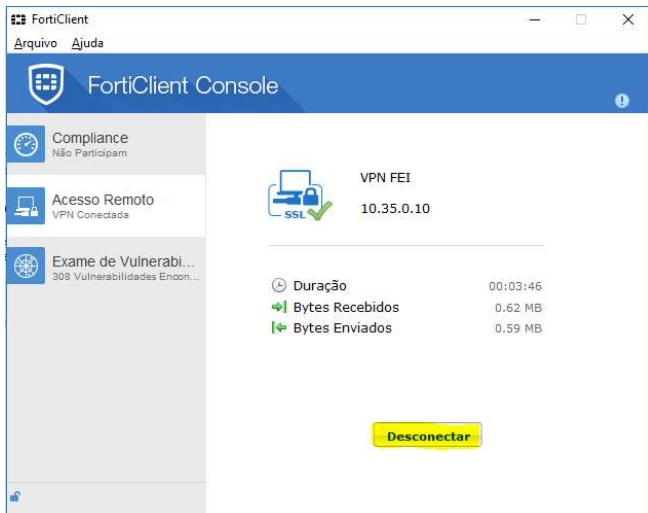 FortiClient
Arquivo Ajuda
FortiClient Console
Compliance
Não Participam
Acesso Remoto
VPN Conectada
Exame de Vulnerabi...
308 Vulnerabilidades Encon...
VPN FEI
10.35.0.10
SSL
Duração 00:03:46
Bytes Recebidos 0.62 MB
Bytes Enviados 0.59 MB
Desconectar